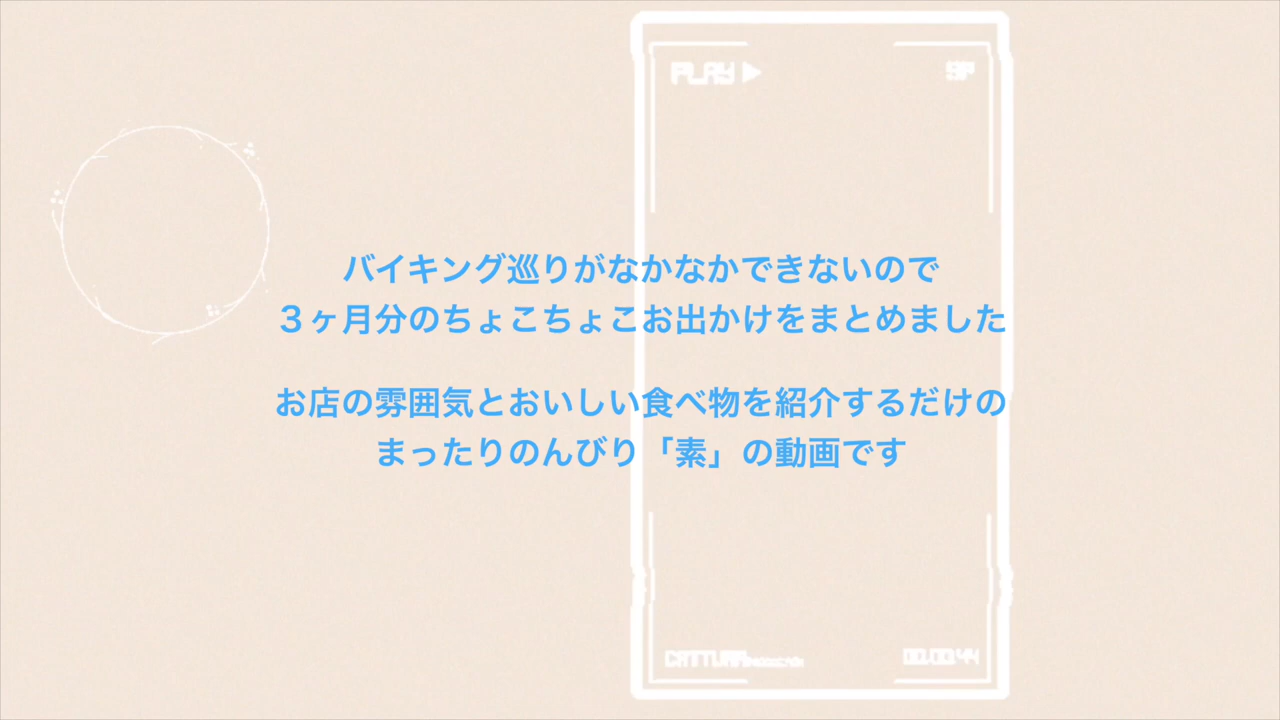 PLAY
SP
バイキング巡りがなかなかできないので
３ヶ月分のちょこちょこお出かけをまとめました
お店の雰囲気とおいしい食べ物を紹介するだけの
まったりのんびり「素」の動画です
00:00:44